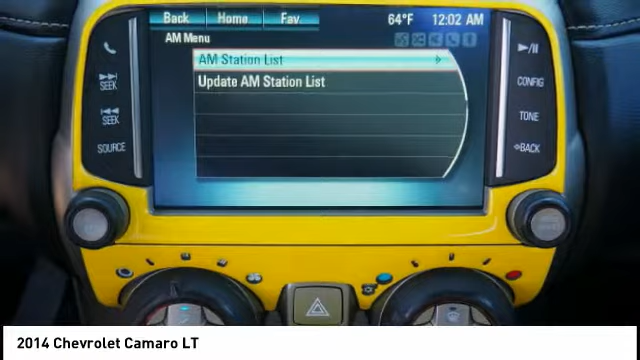 Back Home Fav 64°F 12:02 AM
AM Menu
AM Station List
Update AM Station List
SEEK
SEEK
SOURCE
CONFIG
TONE
BACK
2014 Chevrolet Camaro LT